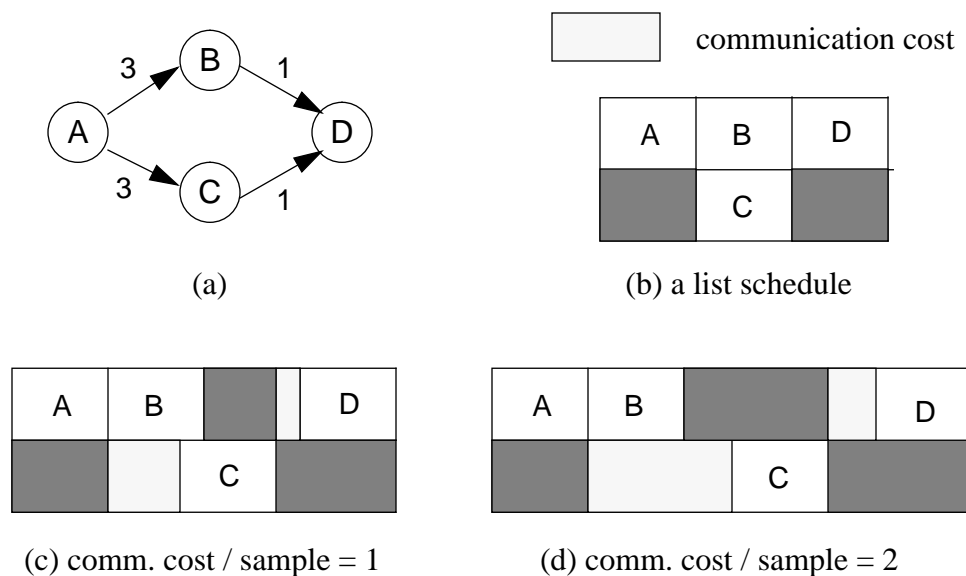 communication cost
B
3
1
A
D
3
1
C
A B D
C
(a)
(b) a list schedule
A B D
C
A B D
C
(c) comm. cost / sample = 1
(d) comm. cost / sample = 2